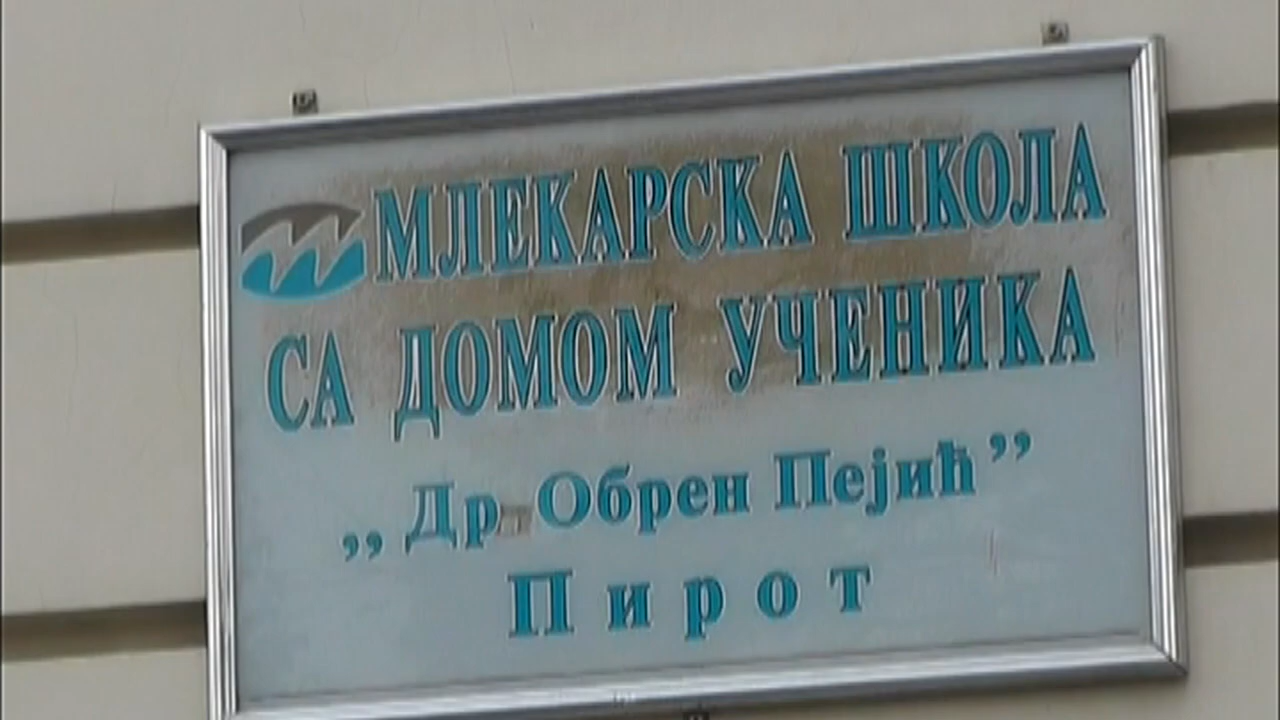 МЛЕКАРСКА ШКОЛА
СА ДОМОМ УЧЕНИКА
,, Др Обрен Пејић ”
Пирот